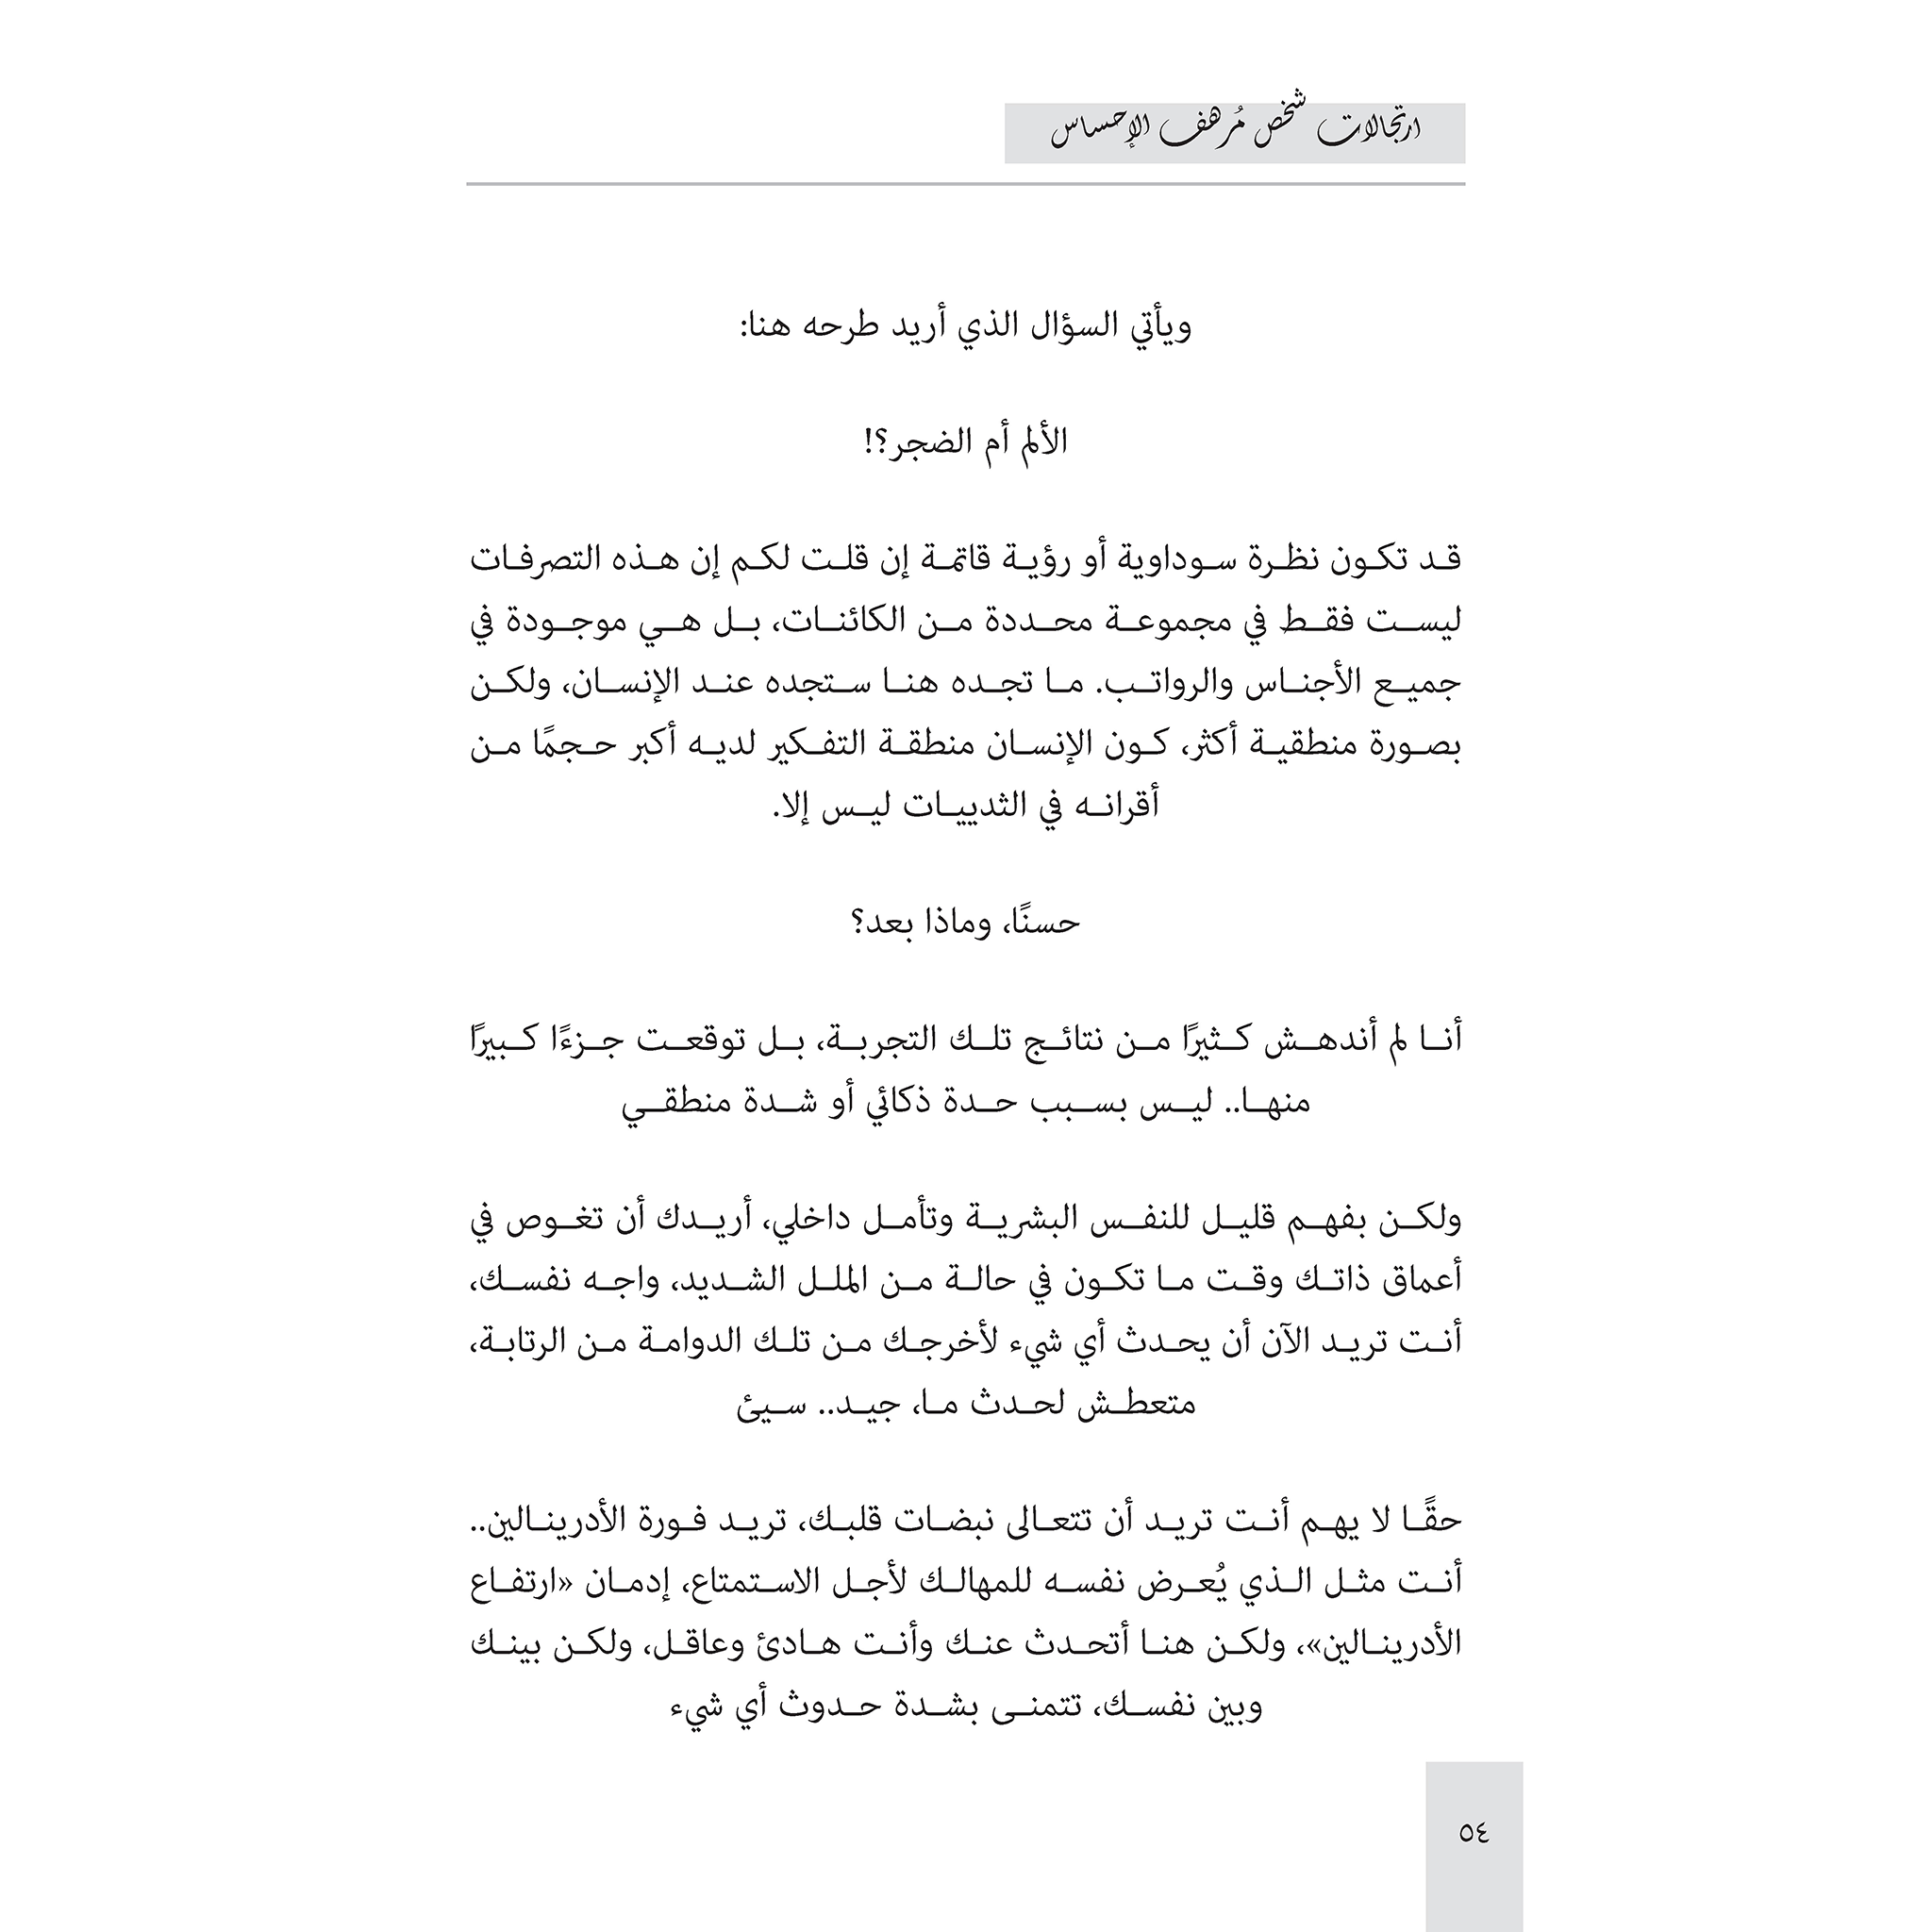 ارتجالات شخص مُرهف الإحساس
ويأتي السؤال الذي أريد طرحه هنا:
الألم أم الضجر؟!
قد تكون نظرة سوداوية أو رؤية قاتمة إن قلت لكم إن هذه التصرفات
ليست فقط في مجموعة محددة من الكائنات، بل هي موجودة في
جميع الأجناس والرواتب. ما تجده هنا ستجده عند الإنسان، ولكن
بصورة منطقية أكثر، كون الإنسان منطقة التفكير لديه أكبر حجمًا من
أقرانه في الثدييات ليس إلا.
حسنًا، وماذا بعد؟
أنا لم أندهش كثيرًا من نتائج تلك التجربة، بل توقعت جزءًا كبيرًا
منها.. ليس بسبب حدة ذكائي أو شدة منطقي
ولكن بفهم قليل للنفس البشرية وتأمل داخلي، أريدك أن تغوص في
أعماق ذاتك وقت ما تكون في حالة من الملل الشديد، واجه نفسك،
أنت تريد الآن أن يحدث أي شيء لأخرجك من تلك الدوامة من الرتابة،
متعطش لحدث ما، جيد.. سيئ
حقًا لا يهم أنت تريد أن تتعالى نبضات قلبك، تريد فورة الأدرينالين..
أنت مثل الذي يُعرض نفسه للمهالك لأجل الاستمتاع، إدمان «ارتفاع
الأدرينالين»، ولكن هنا أتحدث عنك وأنت هادئ وعاقل، ولكن بينك
وبين نفسك، تتمنى بشدة حدوث أي شيء
٥٤